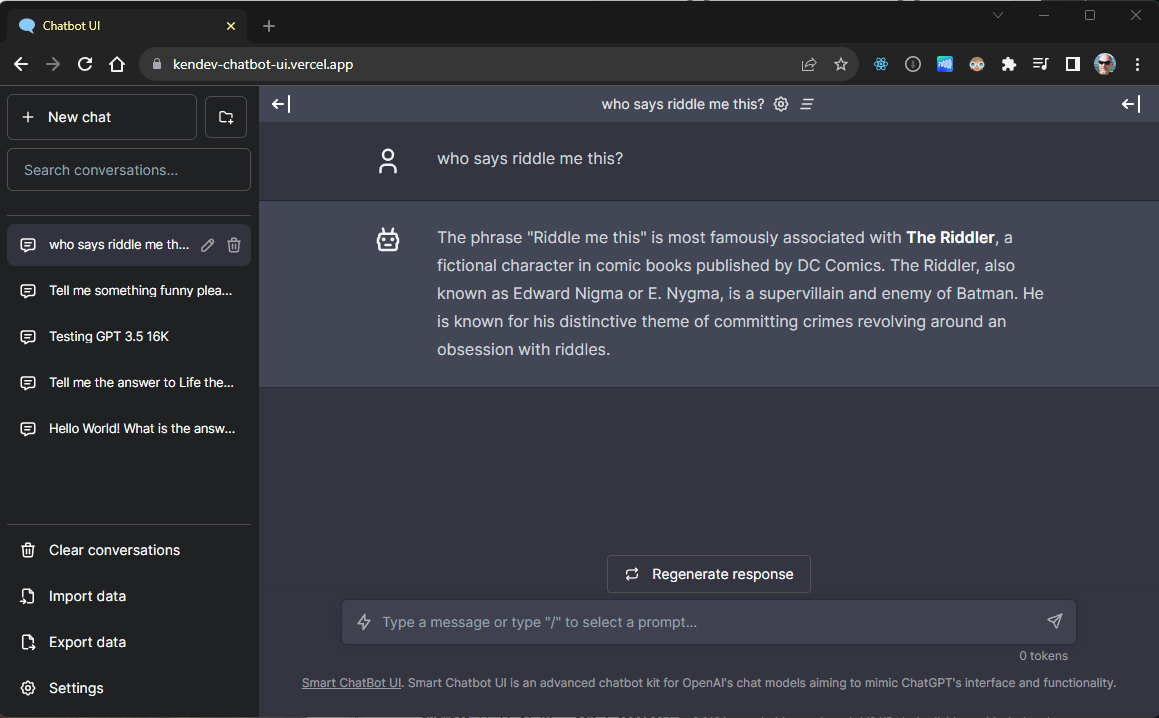 Chatbot UI
kendev-chatbot-ui.vercel.app
New chat
Search conversations...
who says riddle me th...
Tell me something funny plea...
Testing GPT 3.5 16K
Tell me the answer to Life the...
Hello World! What is the answ...
Clear conversations
Import data
Export data
Settings
who says riddle me this?
who says riddle me this?
The phrase "Riddle me this" is most famously associated with The Riddler, a
fictional character in comic books published by DC Comics. The Riddler, also
known as Edward Nigma or E. Nygma, is a supervillain and enemy of Batman. He
is known for his distinctive theme of committing crimes revolving around an
obsession with riddles.
Regenerate response
Type a message or type "/" to select a prompt...
0 tokens
Smart ChatBot UI. Smart Chatbot UI is an advanced chatbot kit for OpenAI's chat models aiming to mimic ChatGPT's interface and functionality.